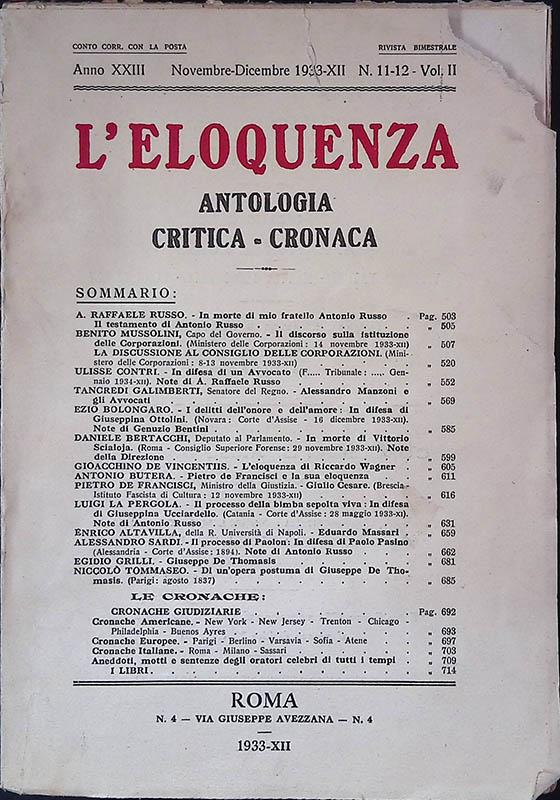 CONTO CORR. CON LA POSTA RIVISTA BIMESTRALE
Anno XXIII Novembre-Dicembre 1933-XII N. 11-12 - Vol. II
L'ELOQUENZA
ANTOLOGIA
CRITICA - CRONACA
SOMMARIO:
A. RAFFAELE RUSSO. - In morte di mio fratello Antonio Russo . Pag. 503
Il testamento di Antonio Russo . . . . . . „ 505
BENITO MUSSOLINI, Capo del Governo. - Il discorso sulla istituzione
delle Corporazioni. (Ministero delle Corporazioni: 14 novembre 1933-XII) „ 507
LA DISCUSSIONE AL CONSIGLIO DELLE CORPORAZIONI. (Mini-
stero delle Corporazioni: 8-13 novembre 1933-XII) . . . . „ 520
ULISSE CONTRI. - In difesa di un Avvocato (F..... Tribunale: ..... Gen-
naio 1934-XII). Note di A. Raffaele Russo . . . . . „ 552
TANCREDI GALIMBERTI, Senatore del Regno. - Alessandro Manzoni e
gli Avvocati . . . . . . . . . „ 569
EZIO BOLONGARO. - I delitti dell'onore e dell'amore: In difesa di
Giuseppina Ottolini. (Novara: Corte d'Assise - 16 dicembre 1933-XII).
Note di Genuzio Bentini . . . . . . . . „ 585
DANIELE BERTACCHI, Deputato al Parlamento. - In morte di Vittorio
Scialoja. (Roma - Consiglio Superiore Forense: 29 novembre 1933-XII). Note
della Direzione . . . . . . . . . „ 599
GIOACCHINO DE VINCENTIIS. - L'eloquenza di Riccardo Wagner . „ 605
ANTONIO BUTERA. - Pietro de Francisci e la sua eloquenza . . „ 611
PIETRO DE FRANCISCI, Ministro della Giustizia. - Giulio Cesare. (Brescia-
Istituto Fascista di Cultura: 12 novembre 1933-XII) . . . „ 616
LUIGI LA PERGOLA. - Il processo della bimba sepolta viva: In difesa
di Giuseppina Ucciardello. (Catania - Corte d'Assise: 28 maggio 1933-XI).
Note di Antonio Russo . . . . . . . . „ 631
ENRICO ALTAVILLA, della R. Università di Napoli. - Eduardo Massari . „ 659
ALESSANDRO SARDI. - Il processo di Paolon: In difesa di Paolo Pasino
(Alessandria - Corte d'Assise: 1894). Note di Antonio Russo . . „ 662
EGIDIO GRILLI. - Giuseppe De Thomasis . . . . . „ 681
NICCOLÒ TOMMASEO. - Di un'opera postuma di Giuseppe De Tho-
masis. (Parigi: agosto 1837) . . . . . . . „ 685
LE CRONACHE:
CRONACHE GIUDIZIARIE . . . . . . . Pag. 692
Cronache Americane. - New York - New Jersey - Trenton - Chicago -
Philadelphia - Buenos Ayres . . . . . . . „ 693
Cronache Europee. - Parigi - Berlino - Varsavia - Sofia - Atene . . „ 697
Cronache Italiane. - Roma - Milano - Sassari . . . . . „ 703
Aneddoti, motti e sentenze degli oratori celebri di tutti i tempi . „ 709
I LIBRI . . . . . . . . . . „ 714
ROMA
N. 4 — VIA GIUSEPPE AVEZZANA — N. 4
1933-XII